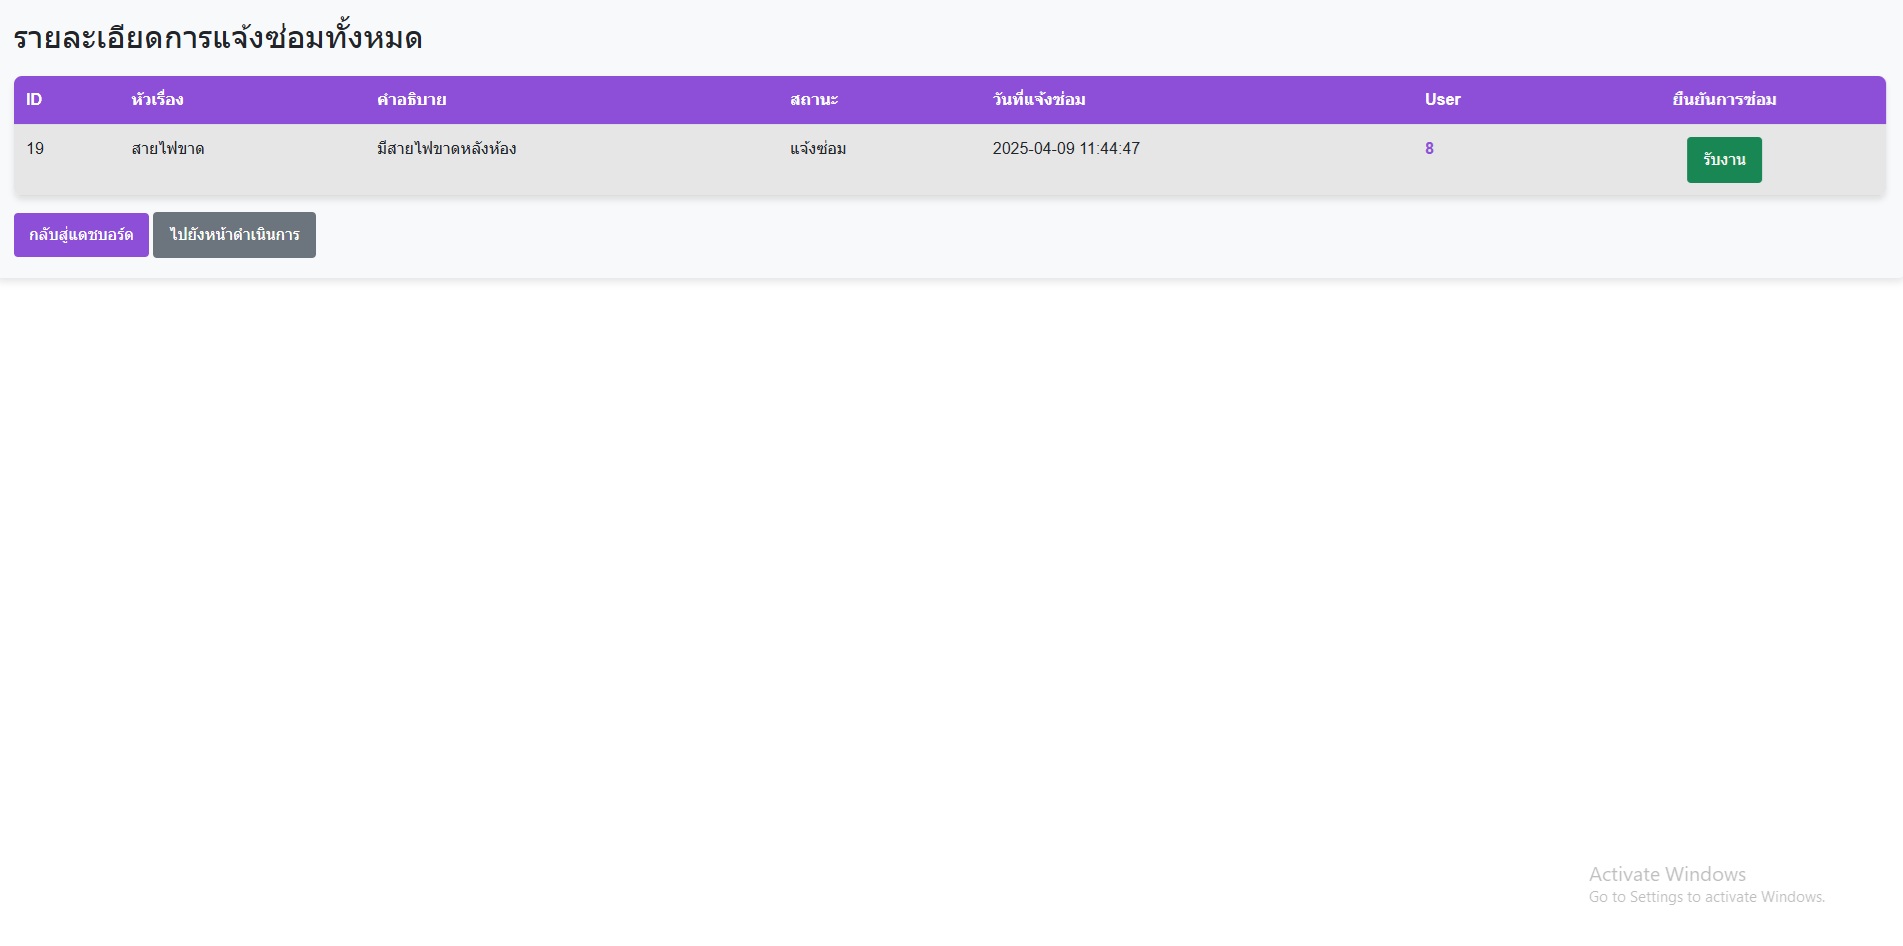 รายละเอียดการแจ้งซ่อมทั้งหมด
ID หัวเรื่อง คำอธิบาย สถานะ วันที่แจ้งซ่อม User ยืนยันการซ่อม
19 สายไฟขาด มีสายไฟขาดหลังห้อง แจ้งซ่อม 2025-04-09 11:44:47 8 รับงาน
กลับสู่แดชบอร์ด ไปยังหน้าดำเนินการ
Activate Windows
Go to Settings to activate Windows.